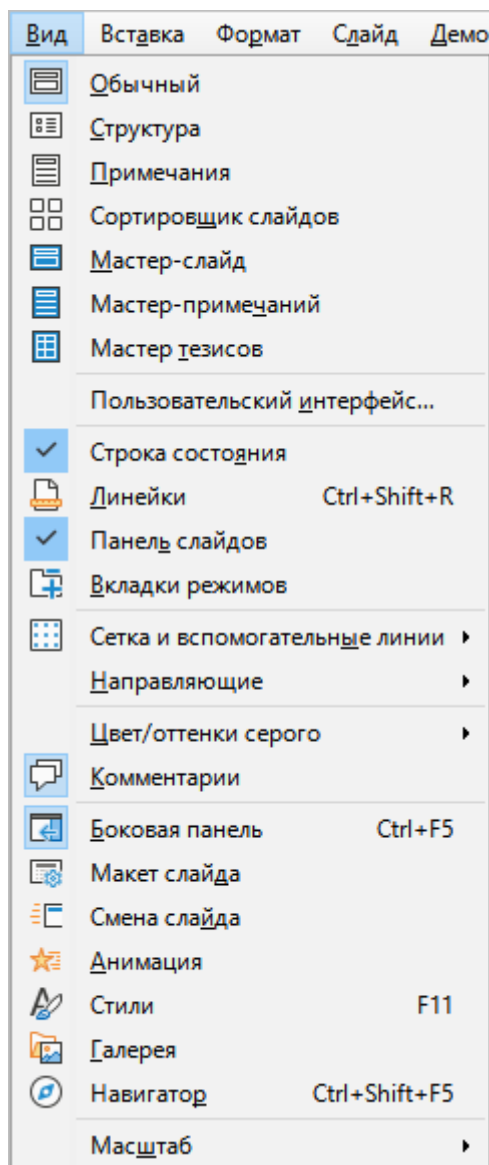 Вид Вставка Формат Слайд Демо
Обычный
Структура
Примечания
Сортировщик слайдов
Мастер-слайд
Мастер-примечаний
Мастер тезисов
Пользовательский интерфейс...
Строка состояния
Линейки Ctrl+Shift+R
Панель слайдов
Вкладки режимов
Сетка и вспомогательные линии
Направляющие
Цвет/оттенки серого
Комментарии
Боковая панель Ctrl+F5
Макет слайда
Смена слайда
Анимация
Стили F11
Галерея
Навигатор Ctrl+Shift+F5
Масштаб